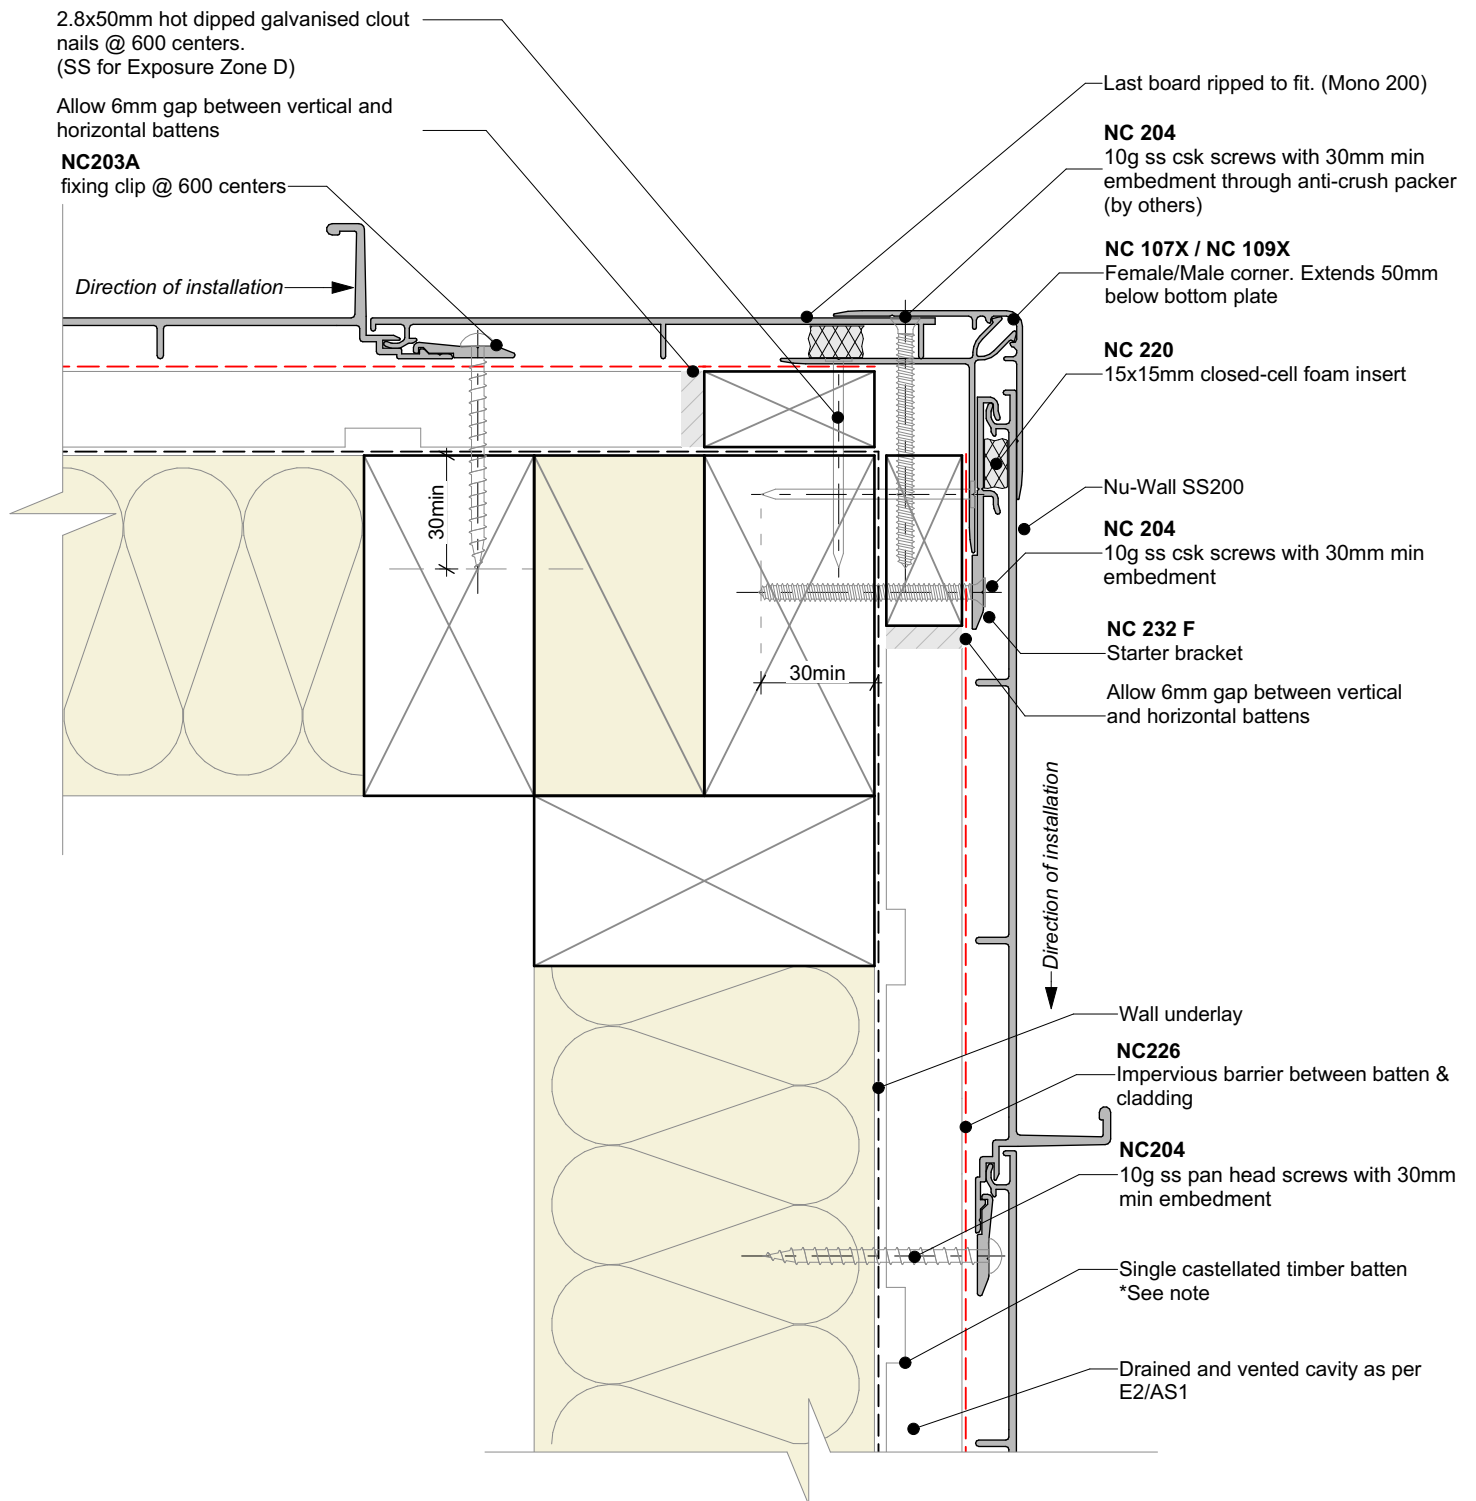 2.8x50mm hot dipped galvanised clout
nails @ 600 centers.
(SS for Exposure Zone D)
Allow 6mm gap between vertical and
horizontal battens
NC203A
fixing clip @ 600 centers
Direction of installation
Last board ripped to fit. (Mono 200)
NC 204
10g ss csk screws with 30mm min
embedment through anti-crush packer
(by others)
NC 107X / NC 109X
Female/Male corner. Extends 50mm
below bottom plate
NC 220
15x15mm closed-cell foam insert
Nu-Wall SS200
NC 204
10g ss csk screws with 30mm min
embedment
NC 232 F
Starter bracket
Allow 6mm gap between vertical
and horizontal battens
30min
30min
Direction of installation
Wall underlay
NC226
Impervious barrier between batten &
cladding
NC204
10g ss pan head screws with 30mm
min embedment
Single castellated timber batten
*See note
Drained and vented cavity as per
E2/AS1